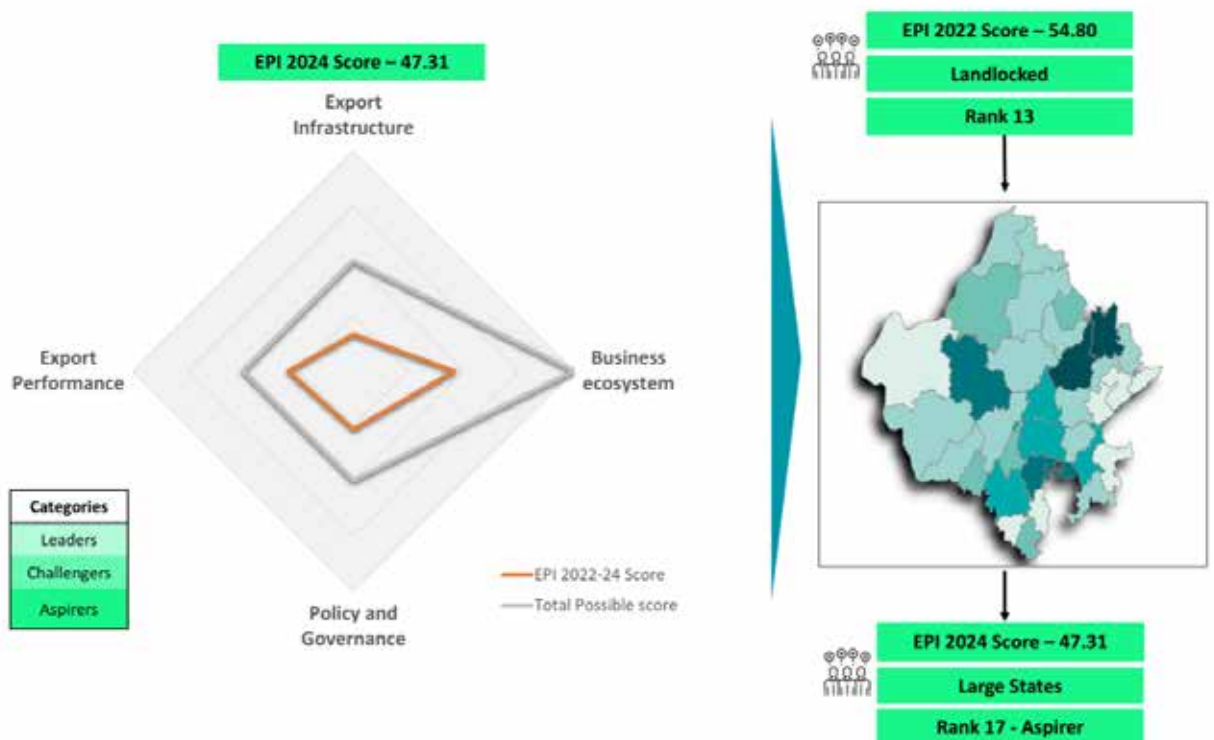 EPI 2024 Score – 47.31
Export
Infrastructure
Export
Performance
Business
ecosystem
Policy and
Governance
Categories
Leaders
Challengers
Aspirers
EPI 2022-24 Score
Total Possible score
EPI 2022 Score – 54.80
Landlocked
Rank 13
EPI 2024 Score – 47.31
Large States
Rank 17 - Aspirer